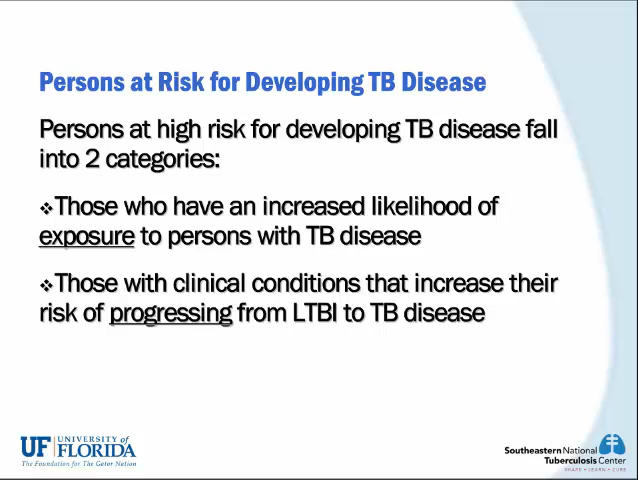 Persons at Risk for Developing TB Disease
Persons at high risk for developing TB disease fall
into 2 categories:
❖Those who have an increased likelihood of
exposure to persons with TB disease
❖Those with clinical conditions that increase their
risk of progressing from LTBI to TB disease
UF UNIVERSITY of
FLORIDA
The Foundation for The Gator Nation
Southeastern National
Tuberculosis Center
SHARE • LEARN • CURE